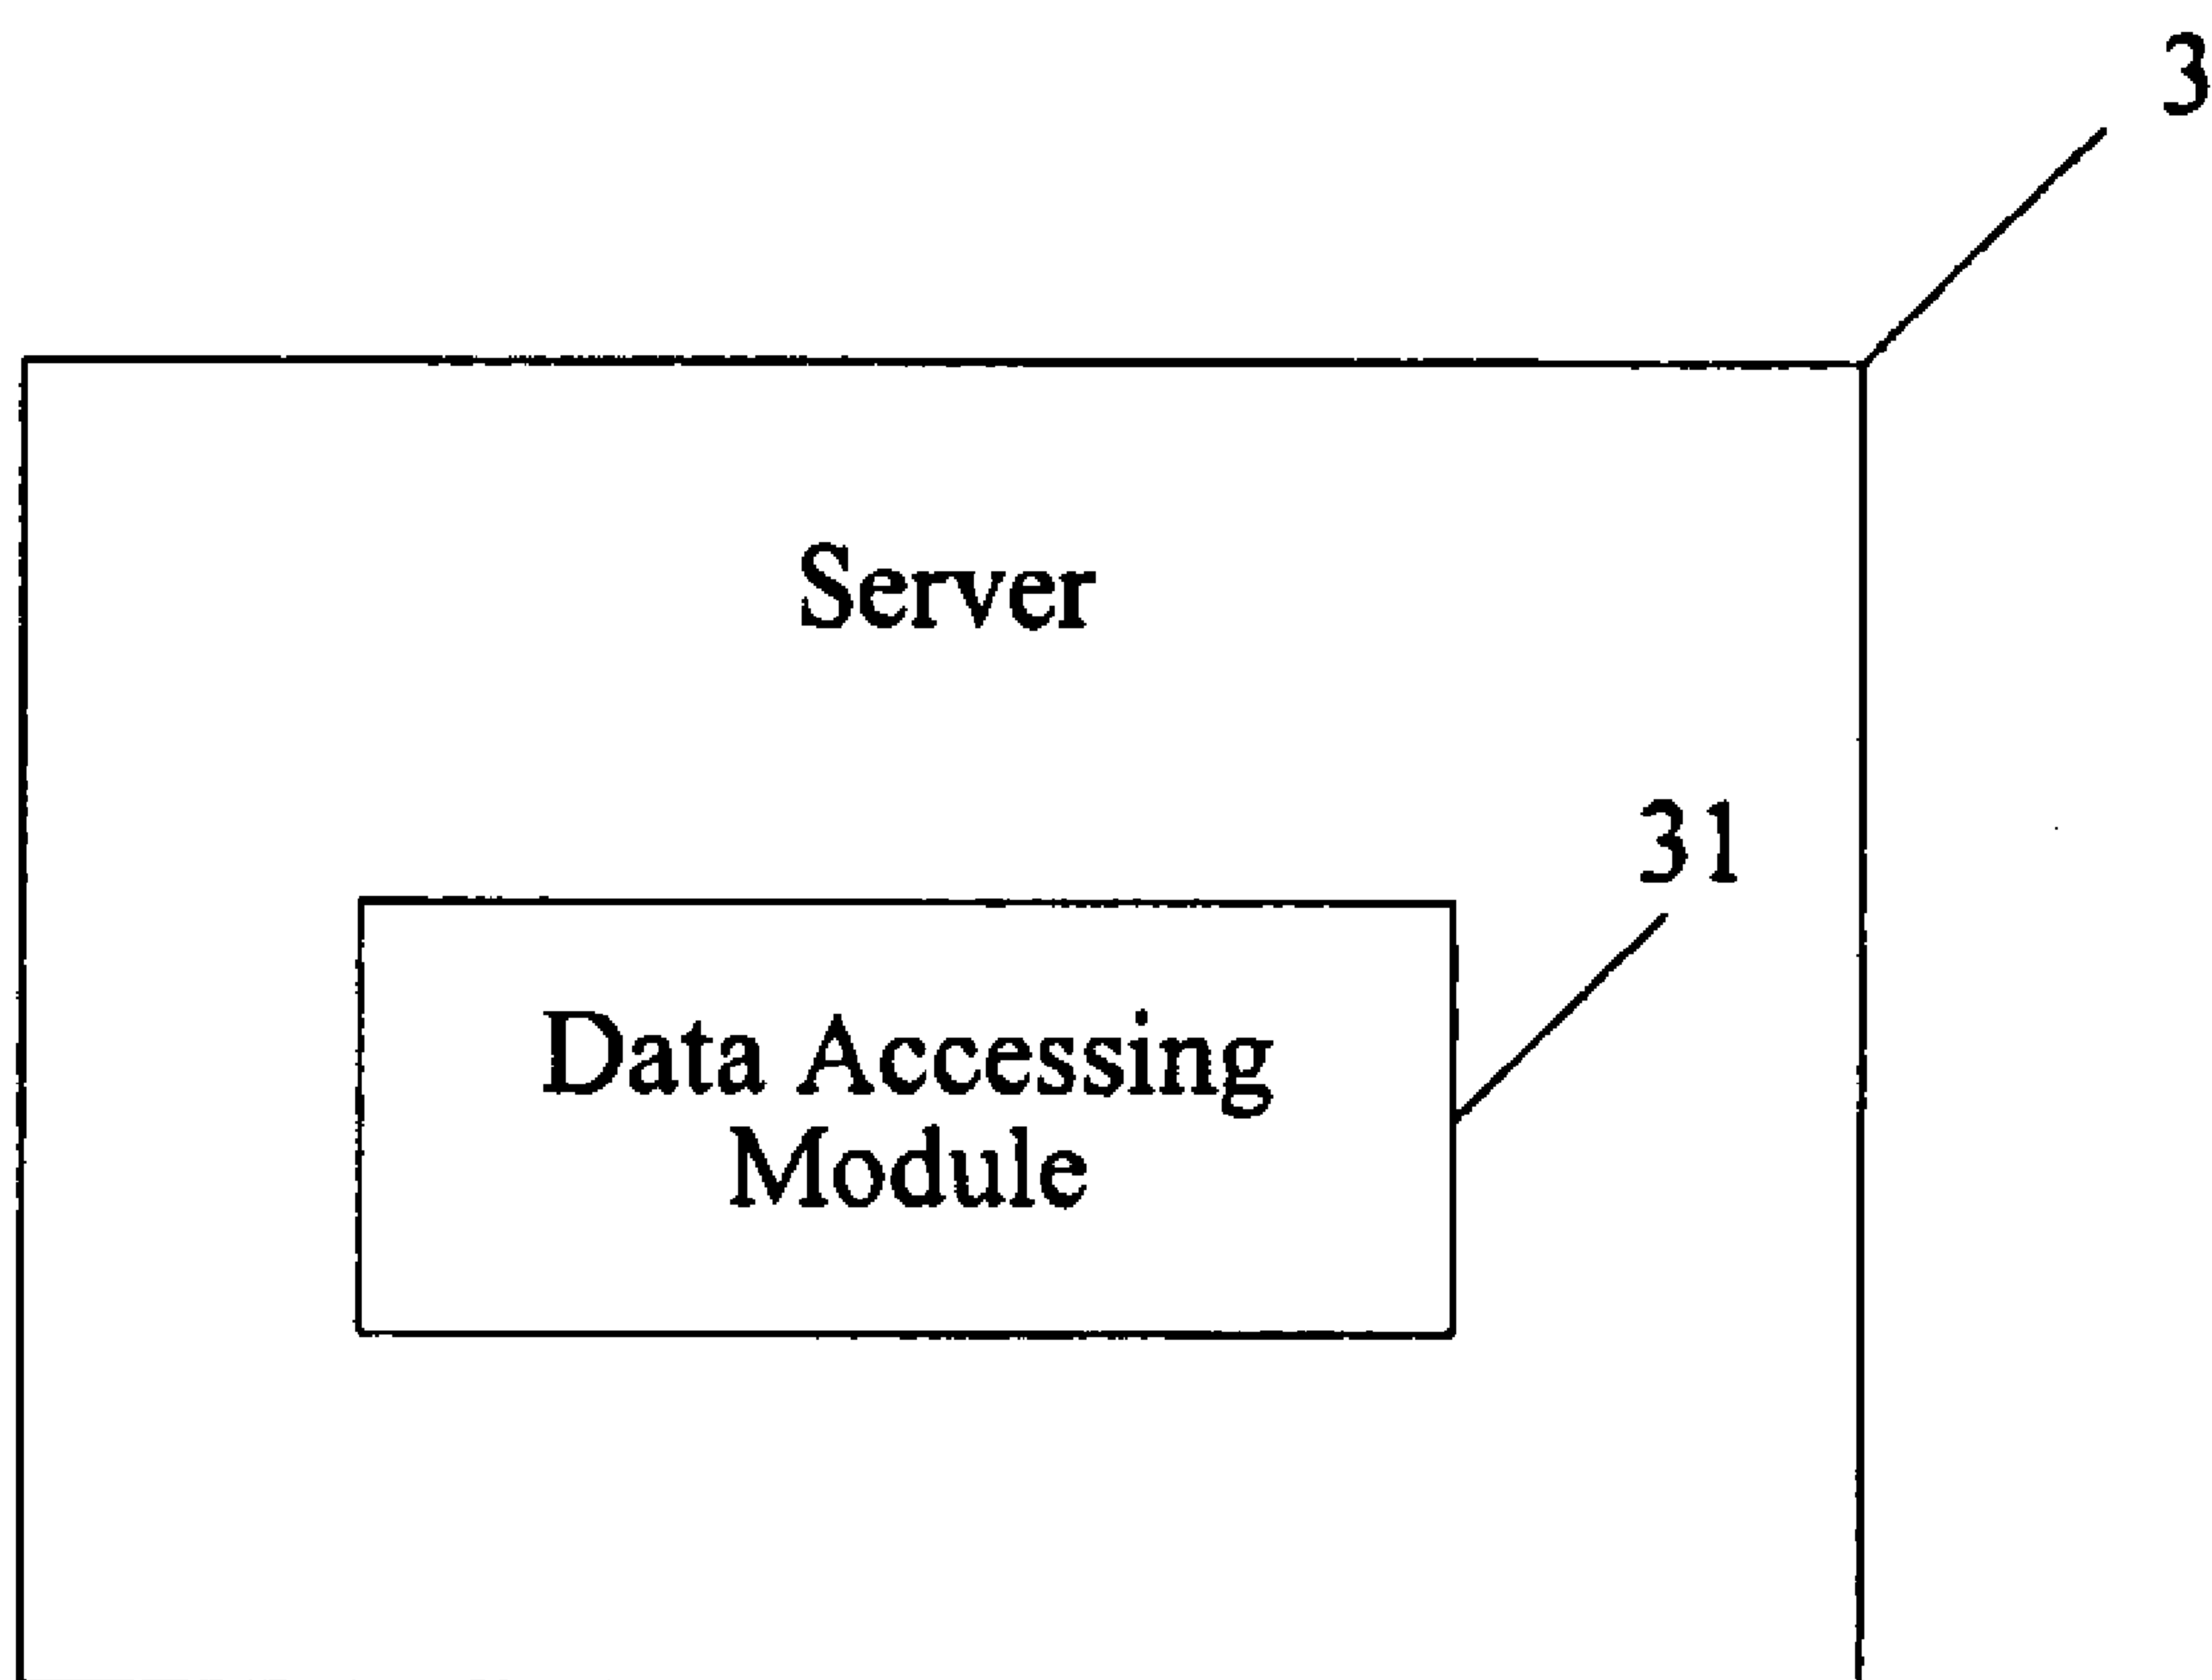 3
Server
31
Data Accessing
Module